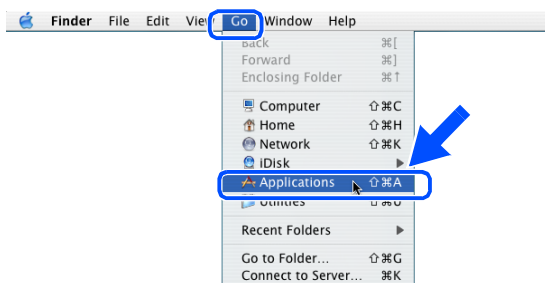 Finder File Edit View Go Window Help
Back ⌘[
Forward ⌘]
Enclosing Folder ⌘↑
Computer ⇧⌘C
Home ⇧⌘H
Network ⇧⌘K
iDisk
Applications ⇧⌘A
Utilities ⇧⌘U
Recent Folders
Go to Folder... ⇧⌘G
Connect to Server... ⌘K